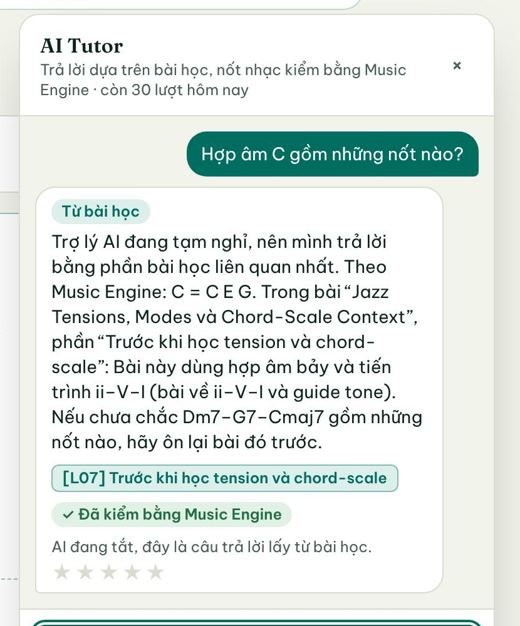 AI Tutor
Trả lời dựa trên bài học, nốt nhạc kiểm bằng Music
Engine · còn 30 lượt hôm nay
×
Hợp âm C gồm những nốt nào?
Từ bài học
Trợ lý AI đang tạm nghỉ, nên mình trả lời
bằng phần bài học liên quan nhất. Theo
Music Engine: C = C E G. Trong bài “Jazz
Tensions, Modes và Chord-Scale Context”,
phần “Trước khi học tension và chord-
scale”: Bài này dùng hợp âm bảy và tiến
trình ii–V–I (bài về ii–V–I và guide tone).
Nếu chưa chắc Dm7–G7–Cmaj7 gồm những
nốt nào, hãy ôn lại bài đó trước.
[L07] Trước khi học tension và chord-scale
✓ Đã kiểm bằng Music Engine
AI đang tắt, đây là câu trả lời lấy từ bài học.
★★★★★